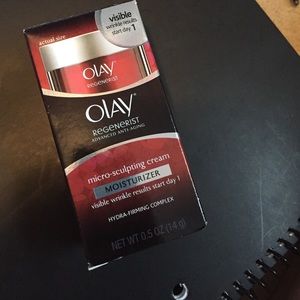 visible
wrinkle results
start day 1
actual size
OLAY
REGENERIST
OLAY
REGENERIST
ADVANCED ANTI-AGING
micro-sculpting cream
MOISTURIZER
visible wrinkle results start day 1
HYDRA-FIRMING COMPLEX
NET WT 0.5 OZ (14 g)